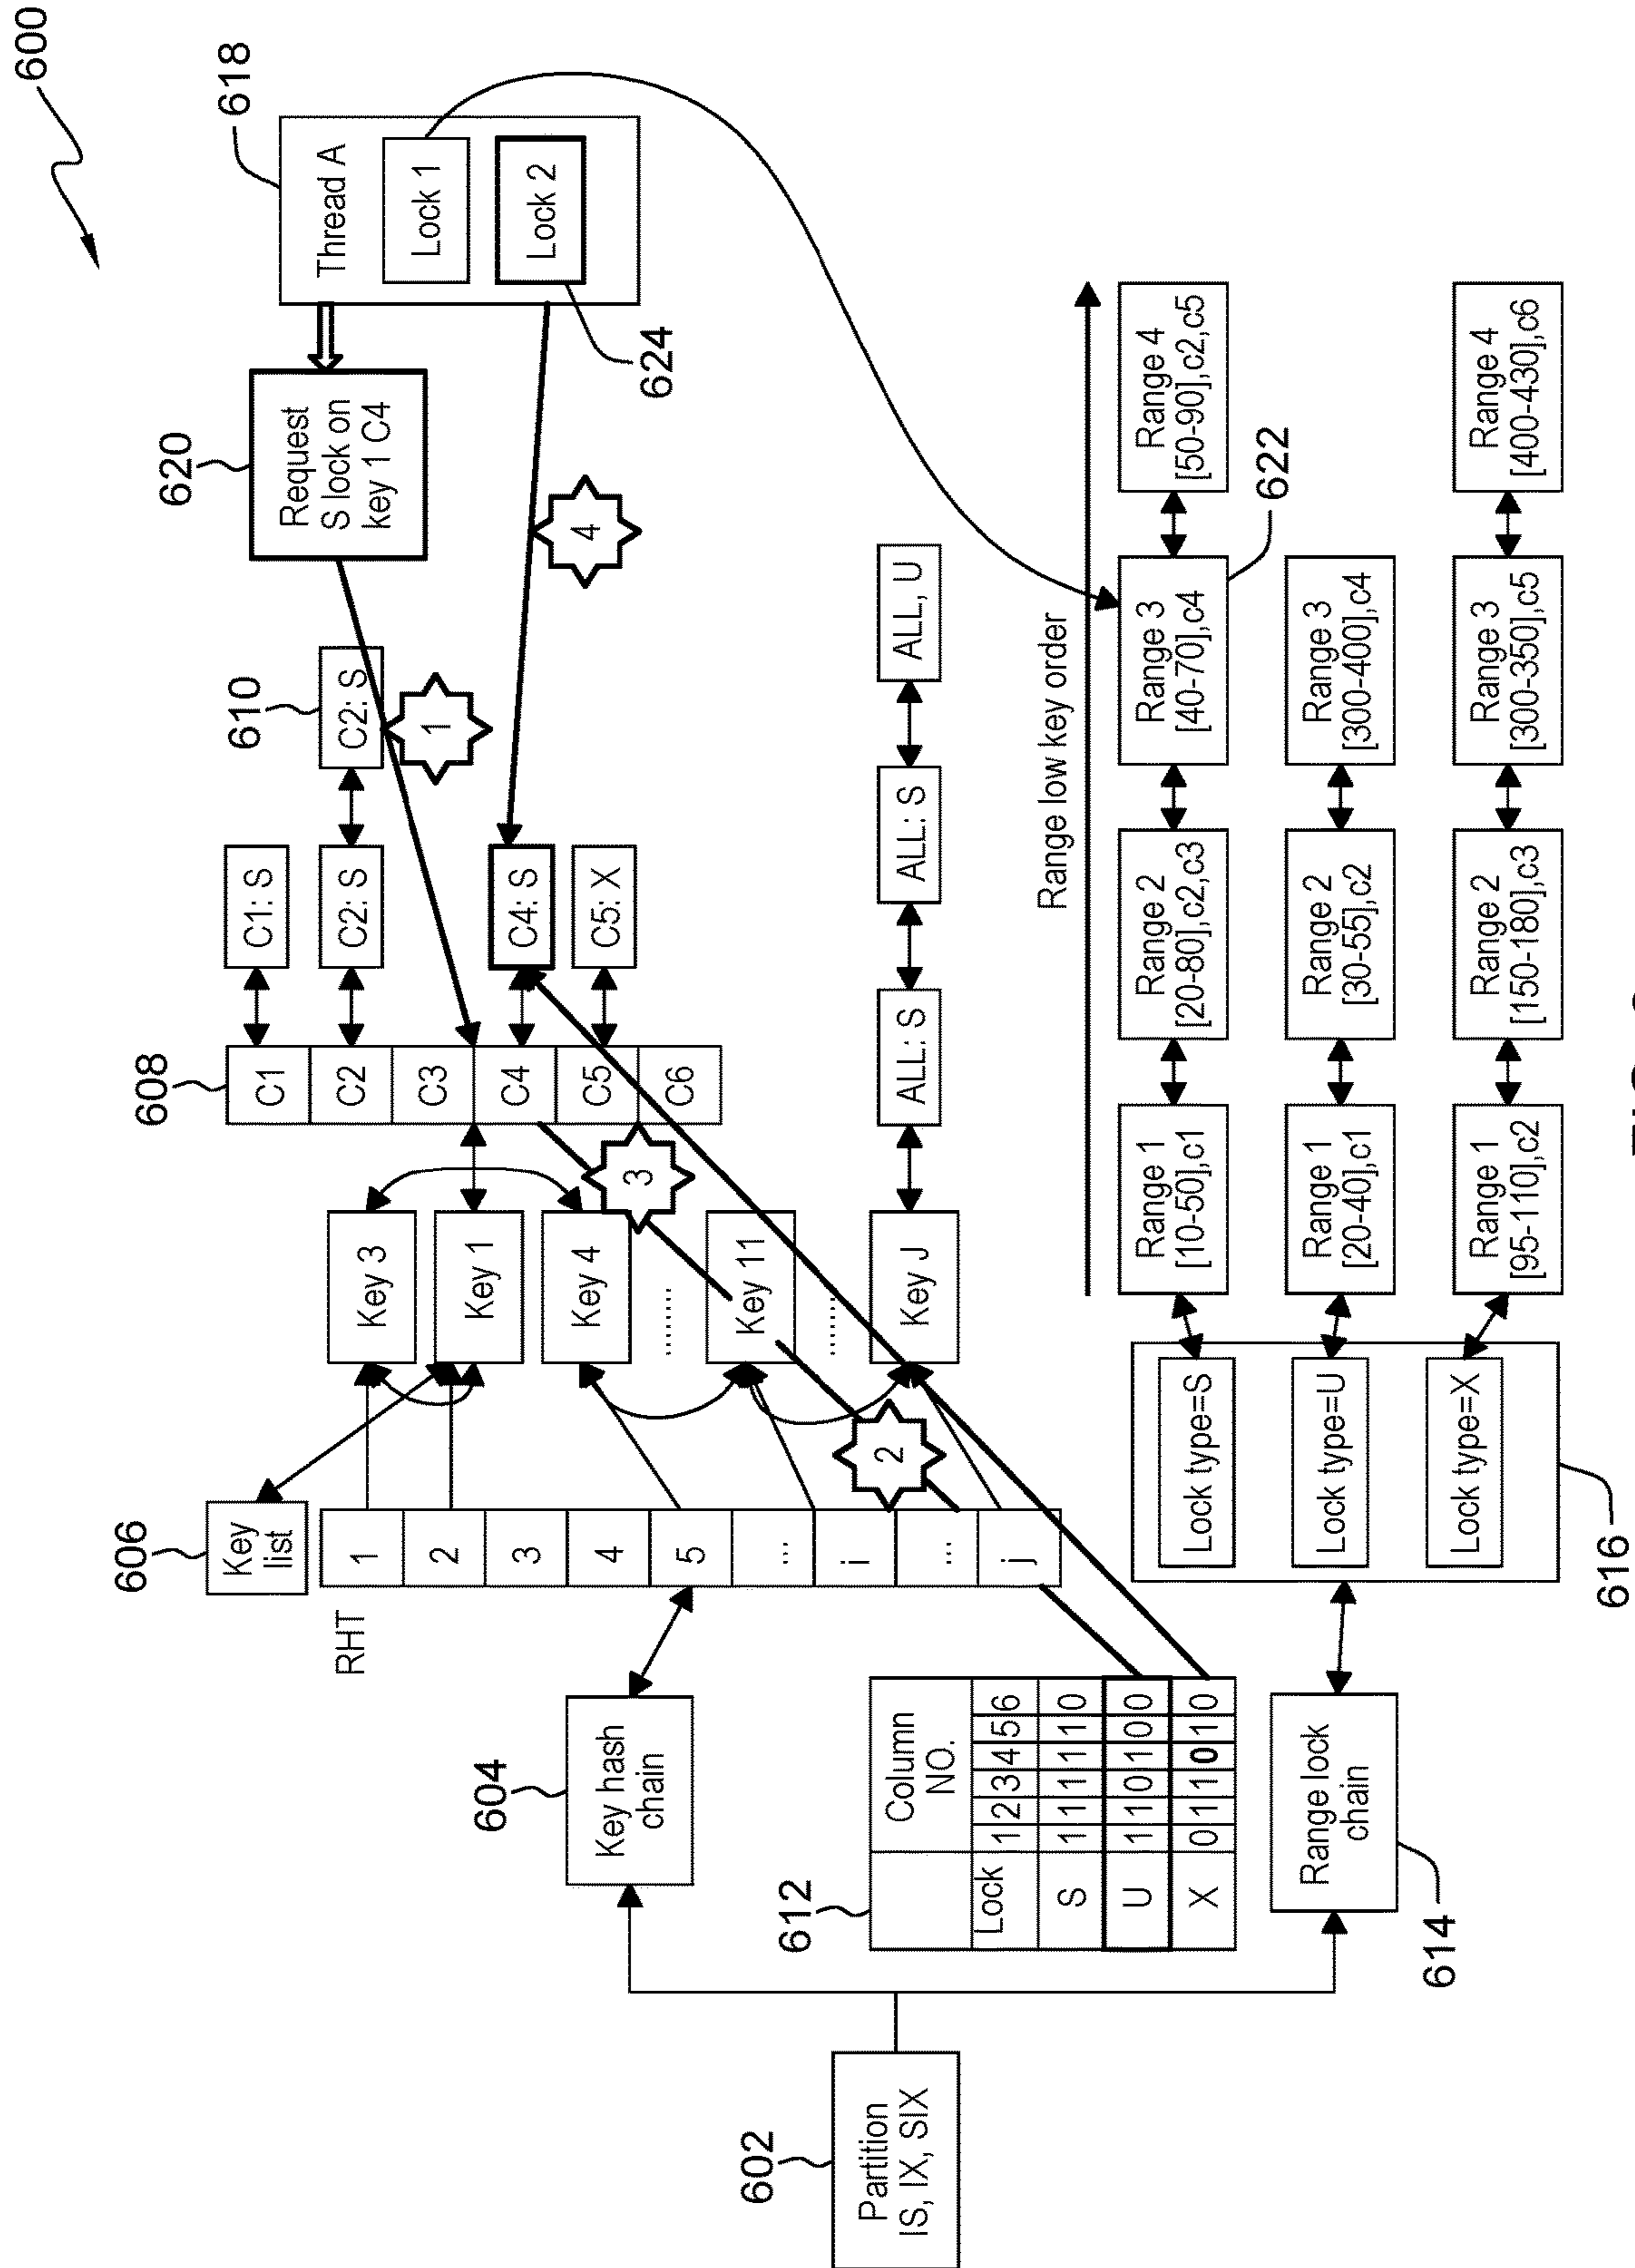 600
618
Thread A
Lock 1
Lock 2
624
620
Request
S lock on
key 1 C4
610
C2: S
1
4
C1: S
C2: S
C4: S
C5: X
608
C1
C2
C3
C4
C5
C6
3
ALL: S
ALL: S
ALL, U
606
Key
list
RHT
1
2
3
4
5
...
i
...
j
Key 3
Key 1
Key 4
........
Key 11
........
Key J
2
604
Key hash
chain
612
Column
NO.
Lock 1 2 3 4 5 6
S 1 1 1 1 1 0
U 1 1 0 1 0 0
X 0 1 1 0 1 0
602
Partition
IS, IX, SIX
Range lock
chain
614
Lock type=S
Lock type=U
Lock type=X
616
Range low key order
Range 1
[10-50],c1
Range 2
[20-80],c2,c3
Range 3
[40-70],c4
622
Range 4
[50-90],c2,c5
Range 1
[20-40],c1
Range 2
[30-55],c2
Range 3
[300-400],c4
Range 1
[95-110],c2
Range 2
[150-180],c3
Range 3
[300-350],c5
Range 4
[400-430],c6